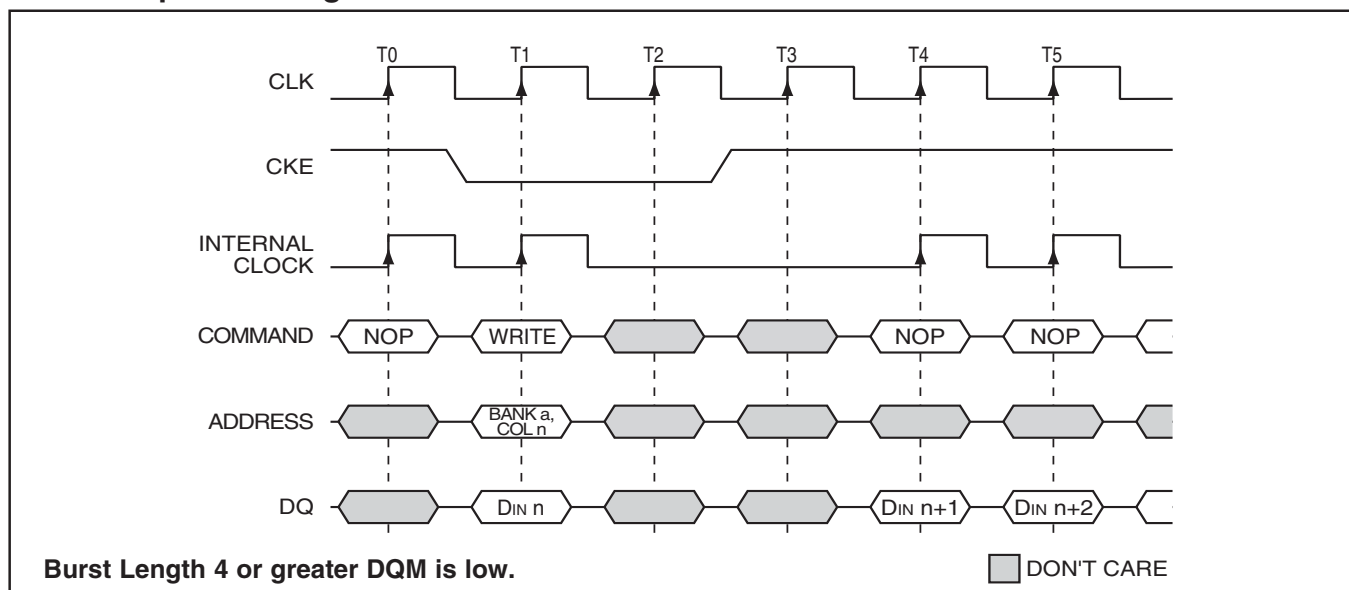 T0 T1 T2 T3 T4 T5
CLK
CKE
INTERNAL
CLOCK
COMMAND NOP WRITE NOP NOP
BANK a,
COL n
ADDRESS
DQ DIN n DIN n+1 DIN n+2
Burst Length 4 or greater DQM is low.
DON'T CARE